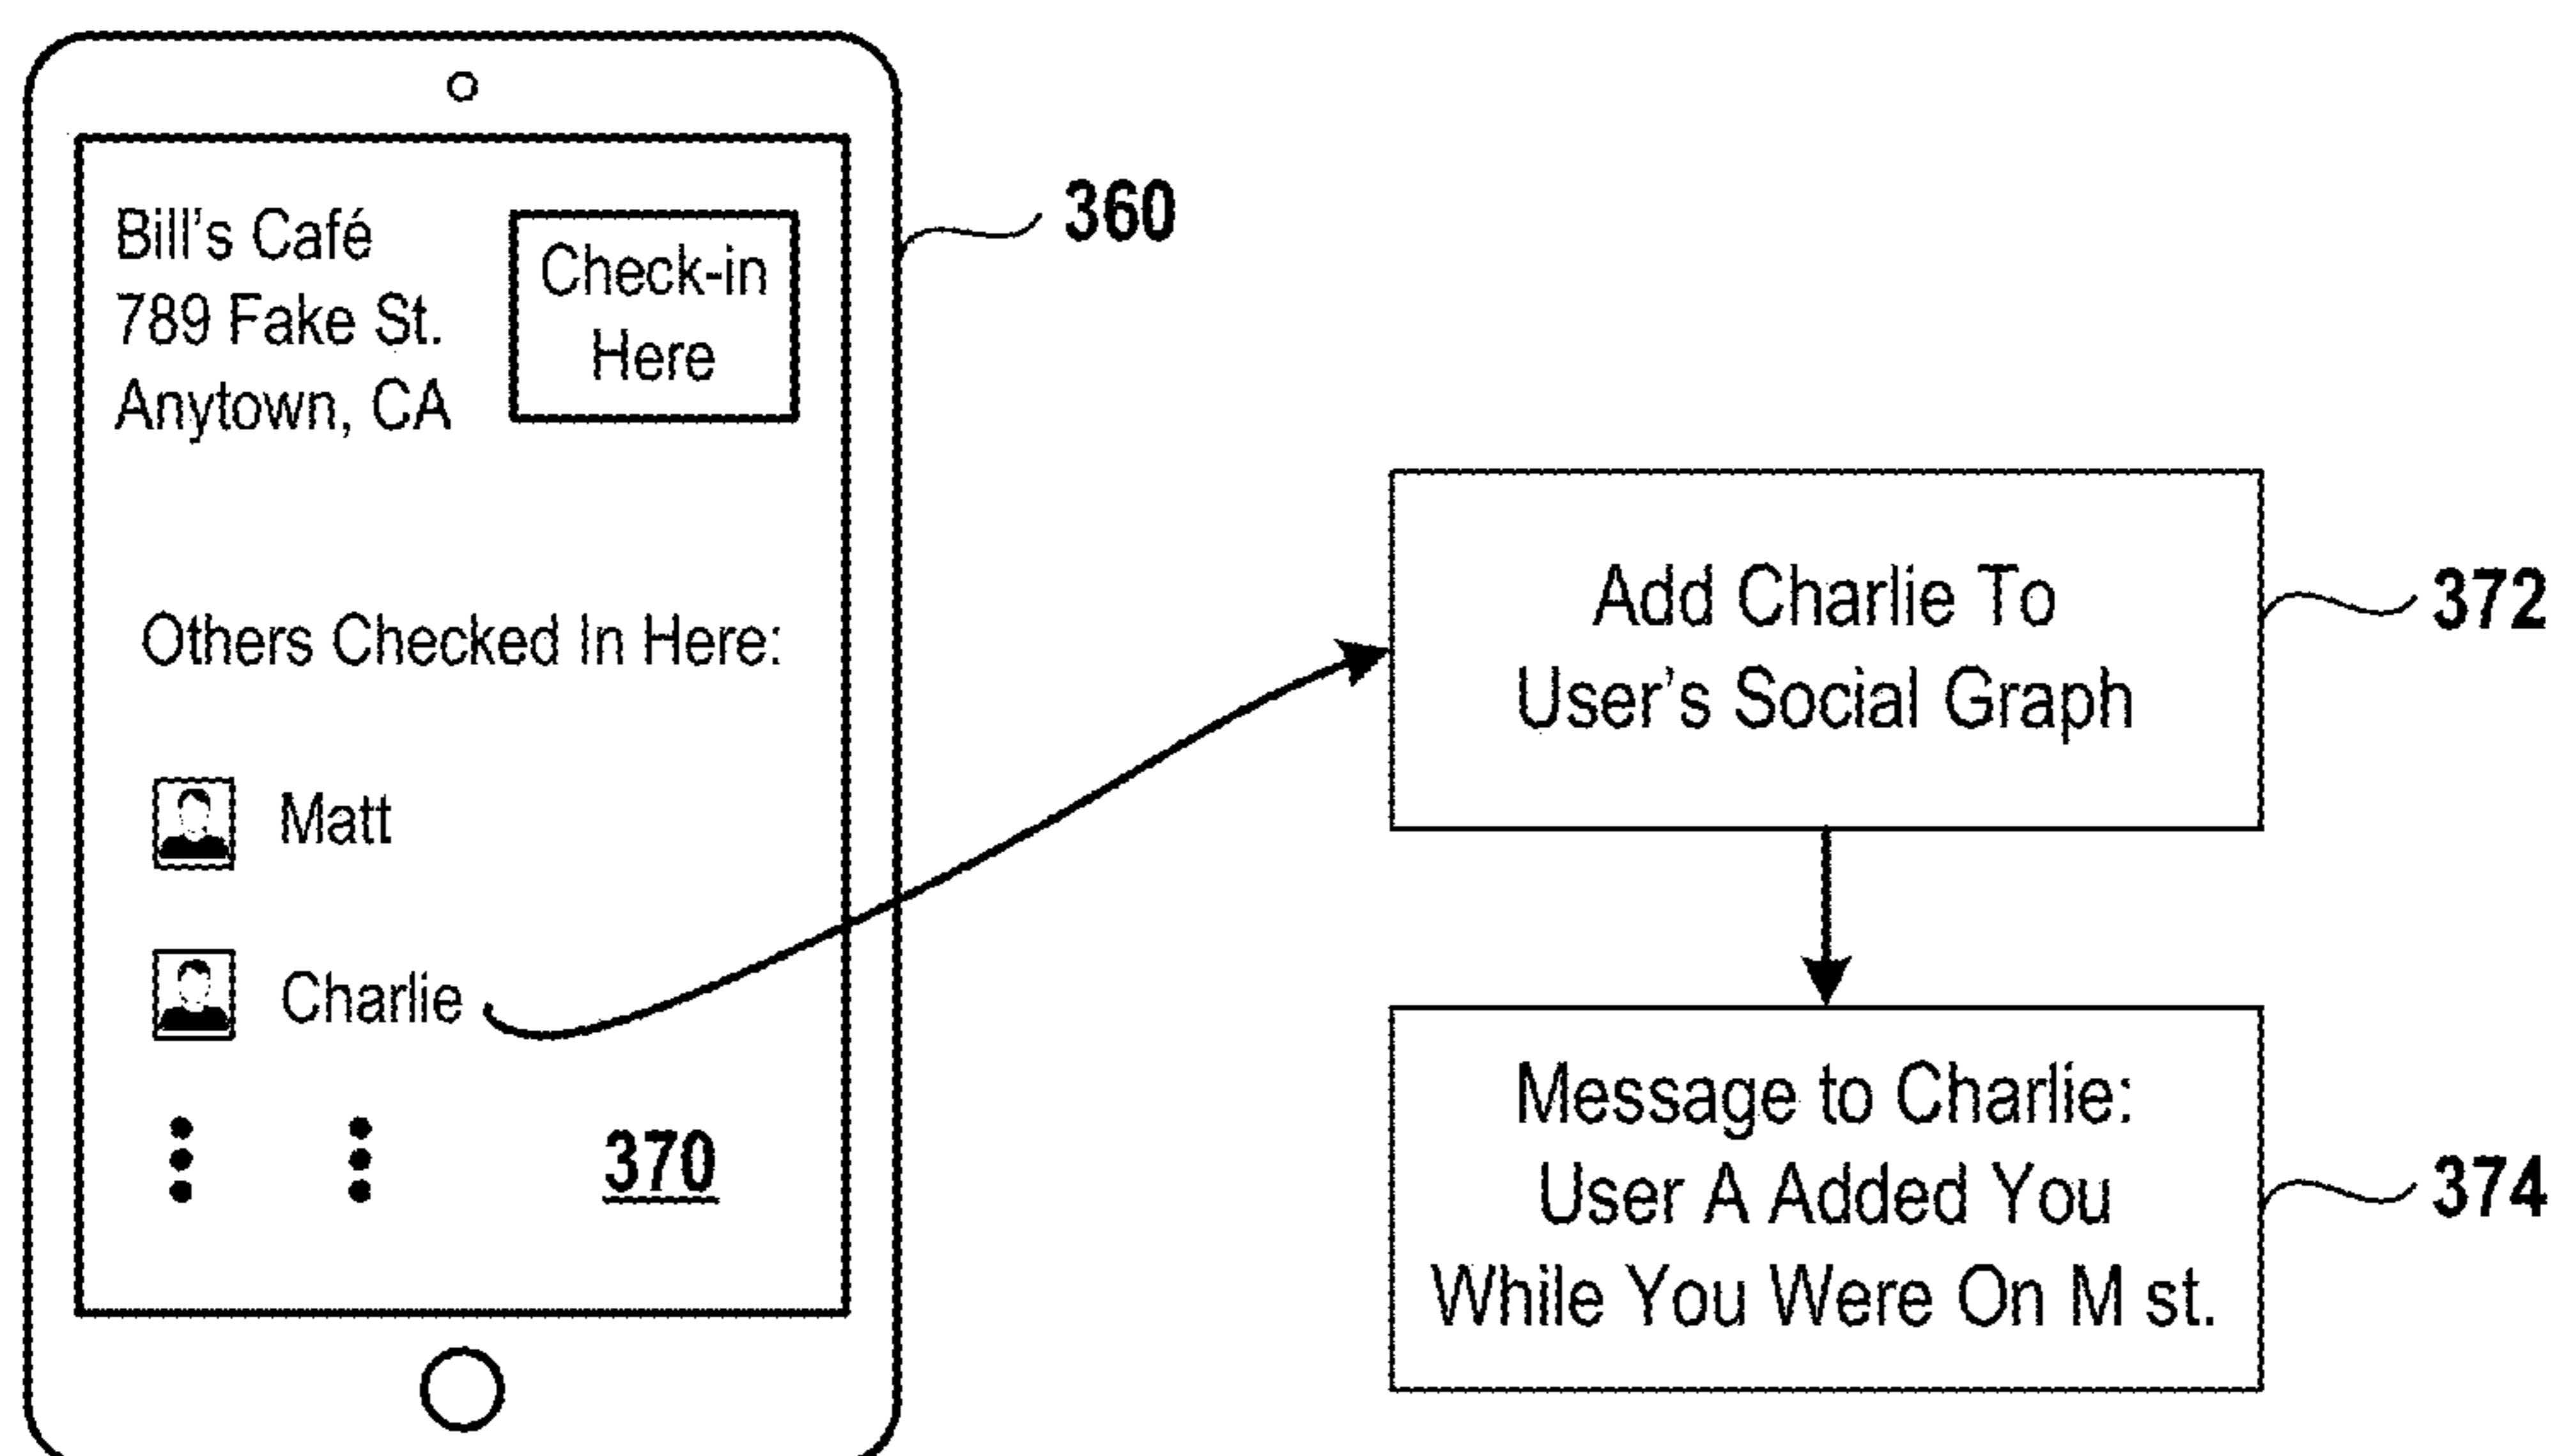 Bill's Café
789 Fake St.
Anytown, CA
Check-in
Here
360
Others Checked In Here:
Matt
Charlie
370
Add Charlie To
User's Social Graph
372
Message to Charlie:
User A Added You
While You Were On M st.
374